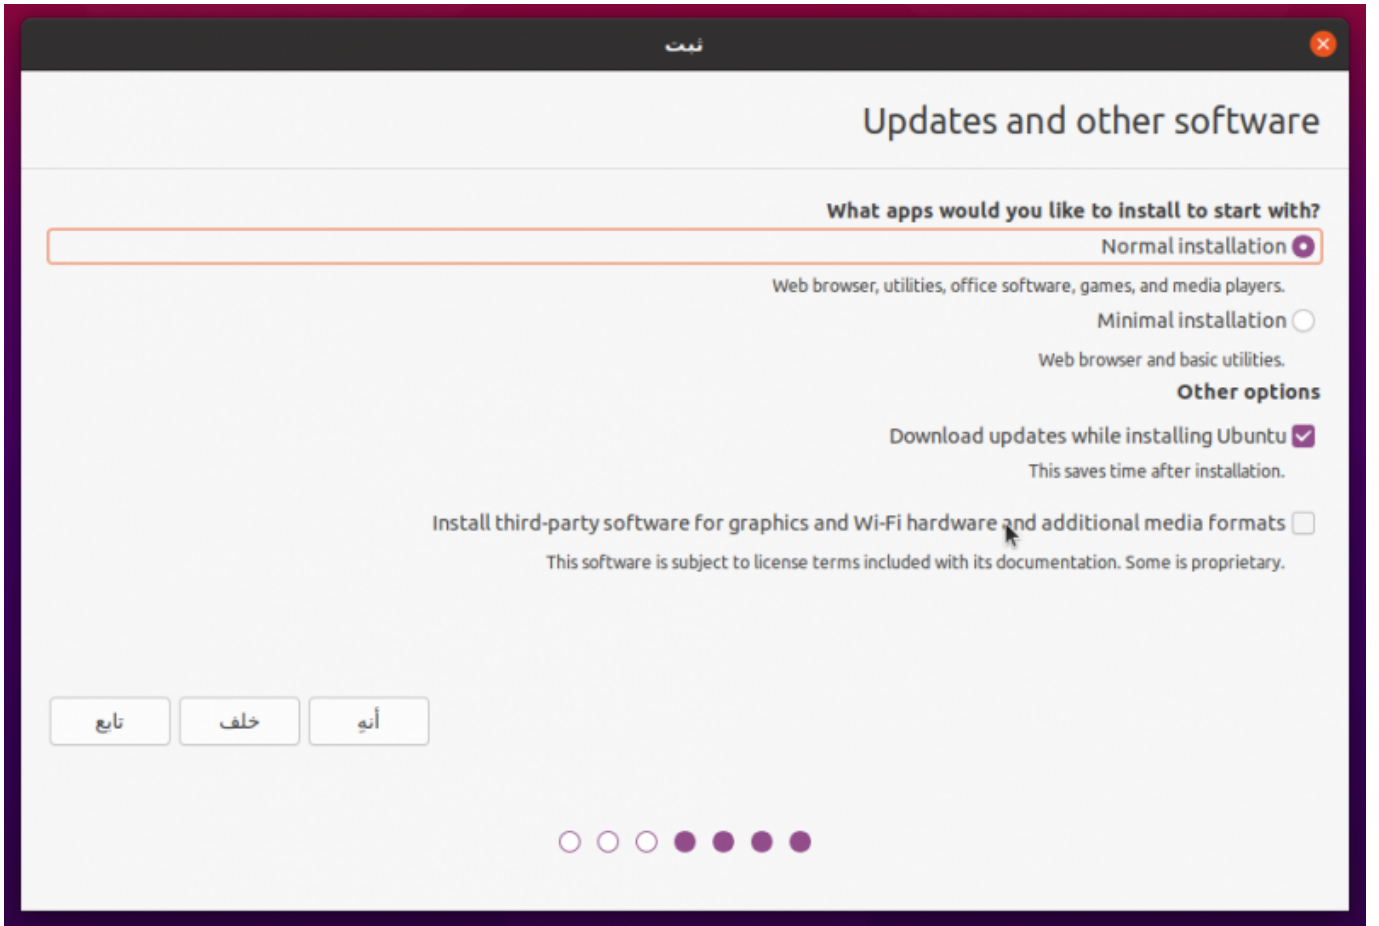 ثبت
Updates and other software
What apps would you like to install to start with?
Normal installation
Web browser, utilities, office software, games, and media players.
Minimal installation
Web browser and basic utilities.
Other options
Download updates while installing Ubuntu
This saves time after installation.
Install third-party software for graphics and Wi-Fi hardware and additional media formats
This software is subject to license terms included with its documentation. Some is proprietary.
أنهِ خلف تابع